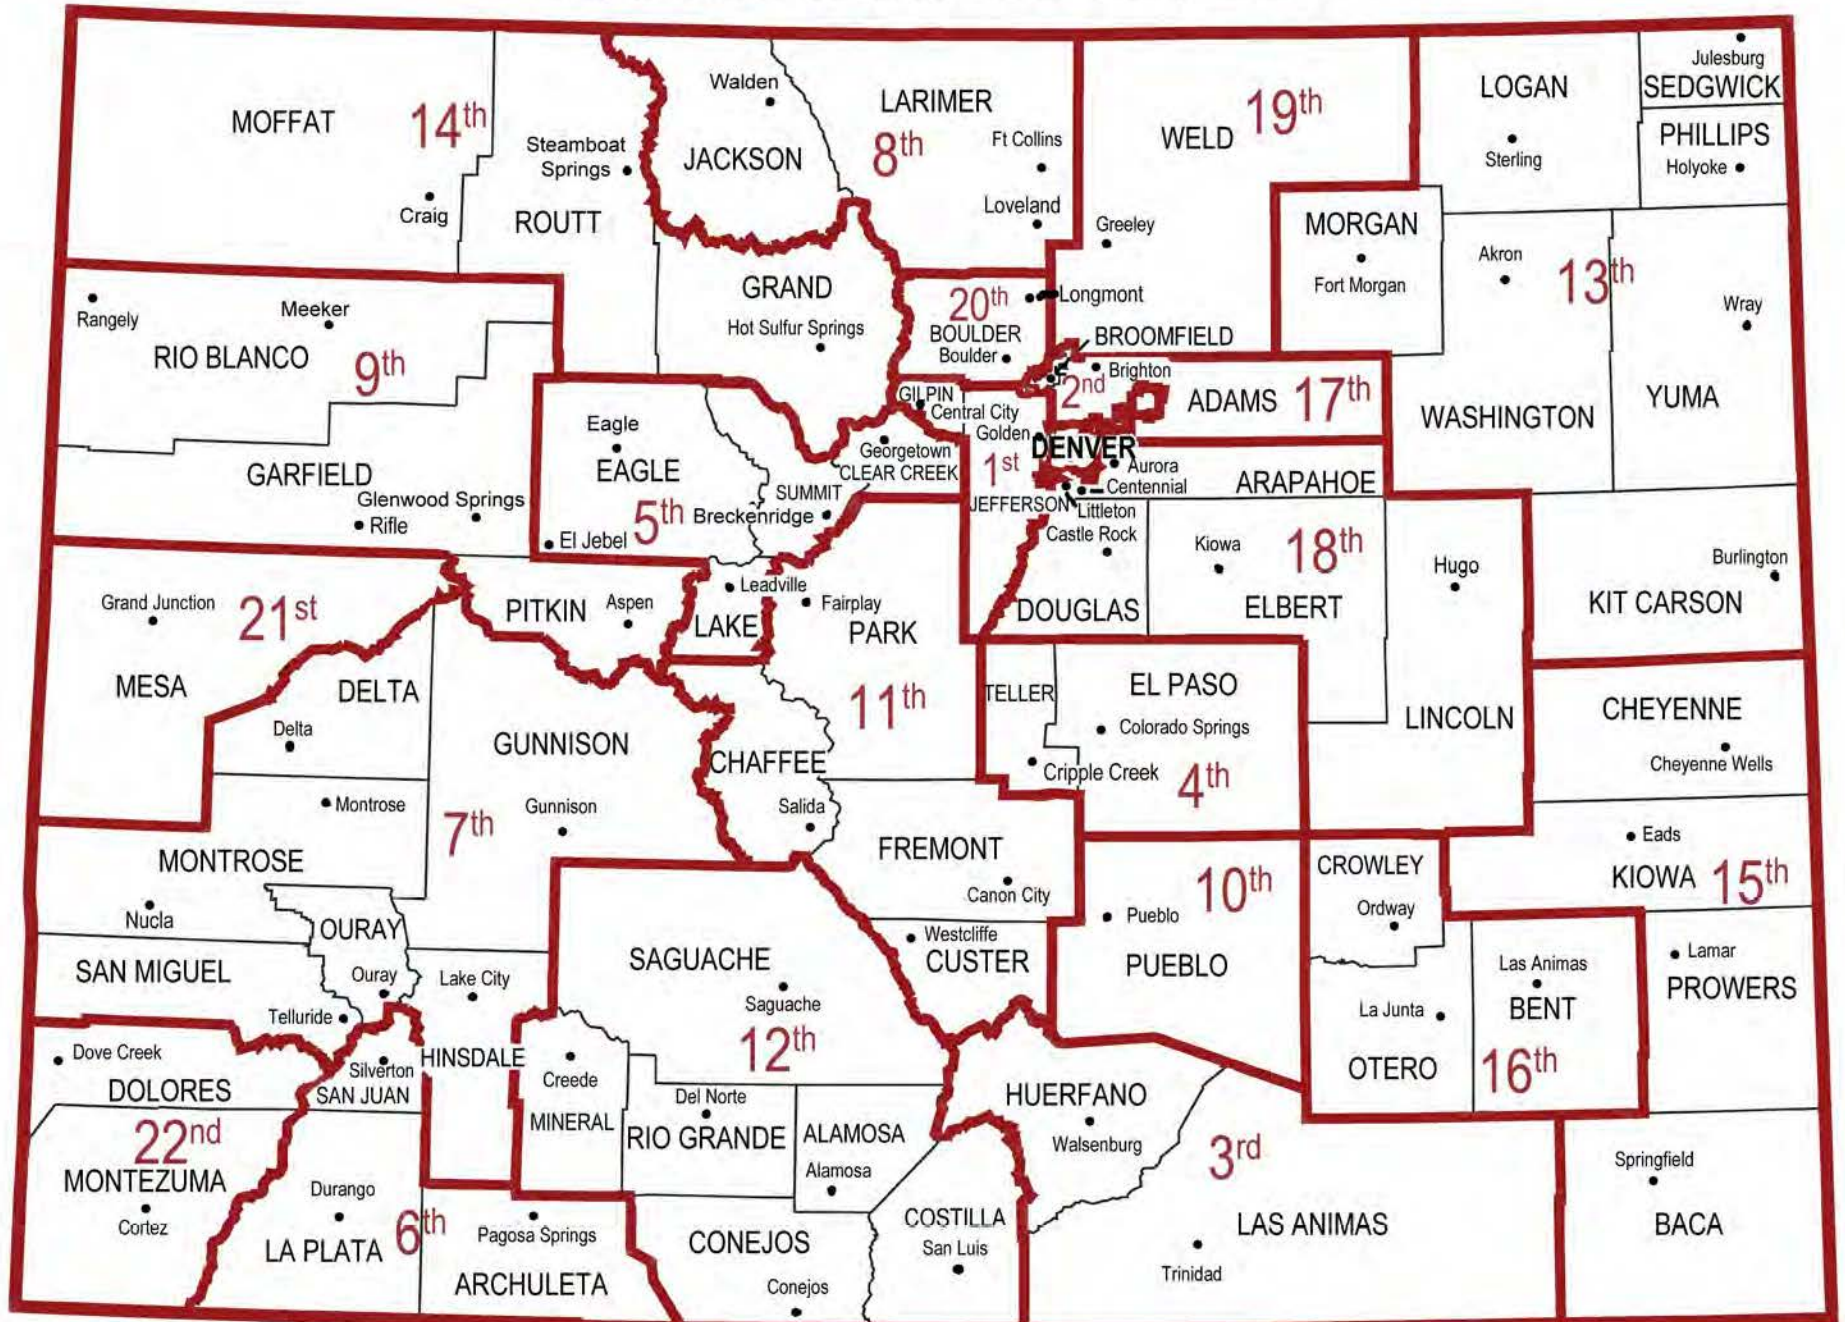 MOFFAT
14th
Craig
Steamboat
Springs
ROUTT
Walden
JACKSON
LARIMER
8th
Ft Collins
Loveland
WELD
19th
Greeley
LOGAN
Sterling
Julesburg
SEDGWICK
PHILLIPS
Holyoke
MORGAN
Fort Morgan
Akron
13th
Wray
YUMA
WASHINGTON
Rangely
Meeker
RIO BLANCO
9th
GRAND
Hot Sulfur Springs
20th
BOULDER
Boulder
Longmont
BROOMFIELD
Brighton
2nd
ADAMS
17th
GILPIN
Central City
Golden
DENVER
Georgetown
CLEAR CREEK
1st
JEFFERSON
Aurora
Centennial
Littleton
ARAPAHOE
GARFIELD
Glenwood Springs
Rifle
Eagle
EAGLE
5th
El Jebel
SUMMIT
Breckenridge
Castle Rock
DOUGLAS
Kiowa
18th
ELBERT
Hugo
LINCOLN
Burlington
KIT CARSON
Grand Junction
21st
MESA
PITKIN
Aspen
Leadville
LAKE
Fairplay
PARK
11th
DELTA
Delta
GUNNISON
Gunnison
7th
CHAFFEE
Salida
TELLER
Cripple Creek
EL PASO
Colorado Springs
4th
CHEYENNE
Cheyenne Wells
Montrose
MONTROSE
Nucla
OURAY
Ouray
FREMONT
Canon City
10th
Pueblo
PUEBLO
CROWLEY
Ordway
Eads
KIOWA
15th
SAN MIGUEL
Telluride
Lake City
HINSDALE
SAGUACHE
Saguache
12th
Westcliffe
CUSTER
La Junta
OTERO
Las Animas
BENT
16th
Lamar
PROWERS
Dove Creek
DOLORES
22nd
MONTEZUMA
Cortez
Silverton
SAN JUAN
Creede
MINERAL
Del Norte
RIO GRANDE
ALAMOSA
Alamosa
HUERFANO
Walsenburg
3rd
Durango
LA PLATA
6th
Pagosa Springs
ARCHULETA
CONEJOS
Conejos
COSTILLA
San Luis
LAS ANIMAS
Trinidad
Springfield
BACA